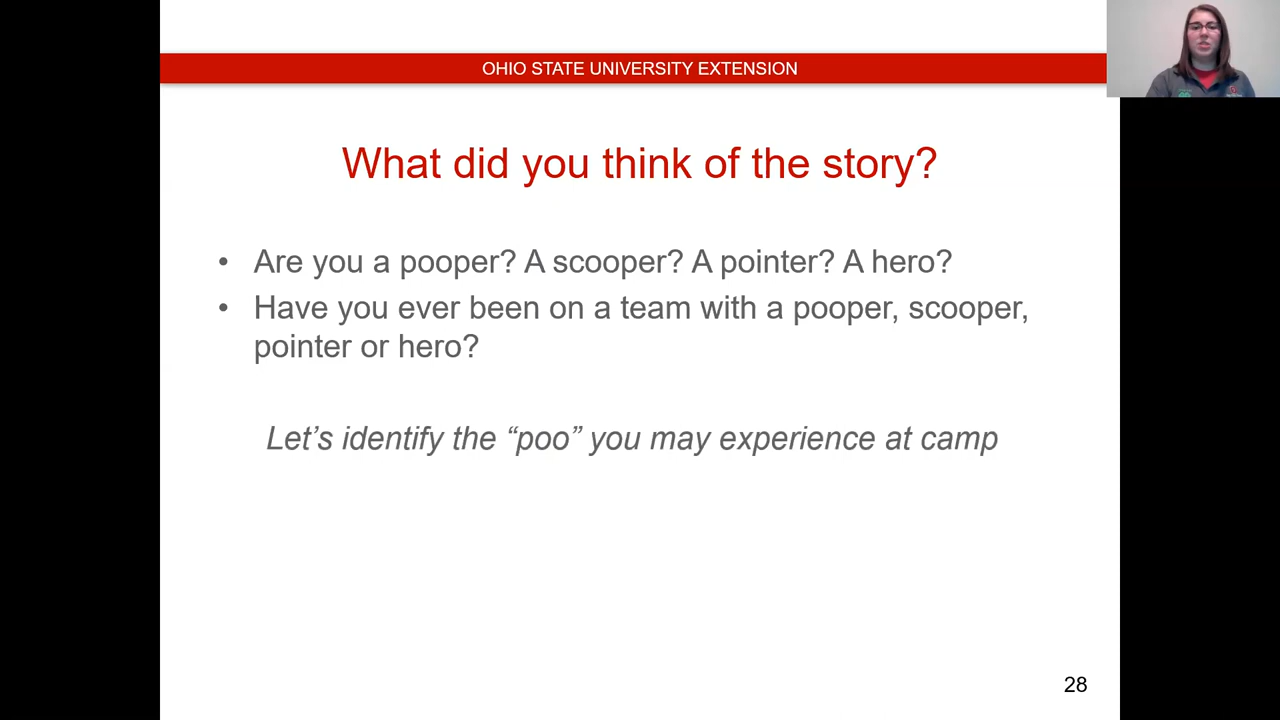 OHIO STATE UNIVERSITY EXTENSION
What did you think of the story?
• Are you a pooper? A scooper? A pointer? A hero?
• Have you ever been on a team with a pooper, scooper,
pointer or hero?
Let’s identify the “poo” you may experience at camp
28